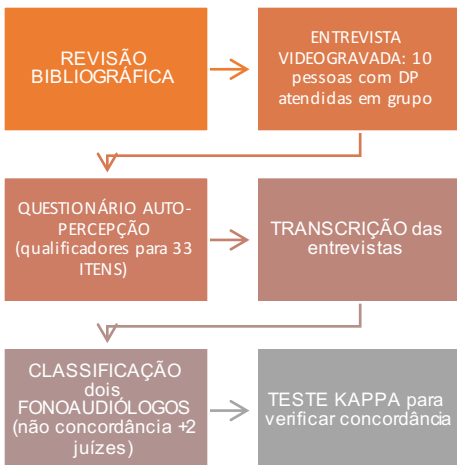 REVISÃO
BIBLIOGRÁFICA
ENTREVISTA
VIDEOGRAVADA: 10
pessoas com DP
atendidas em grupo
QUESTIONÁRIO AUTO-
PERCEPÇÃO
(qualificadores para 33
ITENS)
TRANSCRIÇÃO das
entrevistas
CLASSIFICAÇÃO
dois
FONOAUDIÓLOGOS
(não concordância +2
juízes)
TESTE KAPPA para
verificar concordância